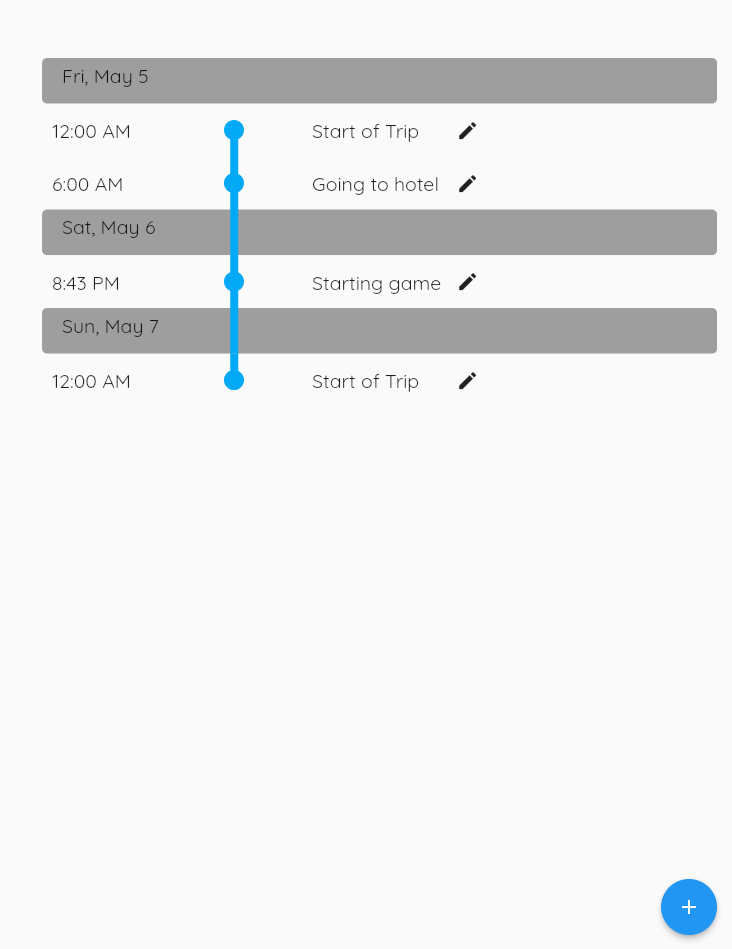 Fri, May 5
12:00 AM Start of Trip
6:00 AM Going to hotel
Sat, May 6
8:43 PM Starting game
Sun, May 7
12:00 AM Start of Trip